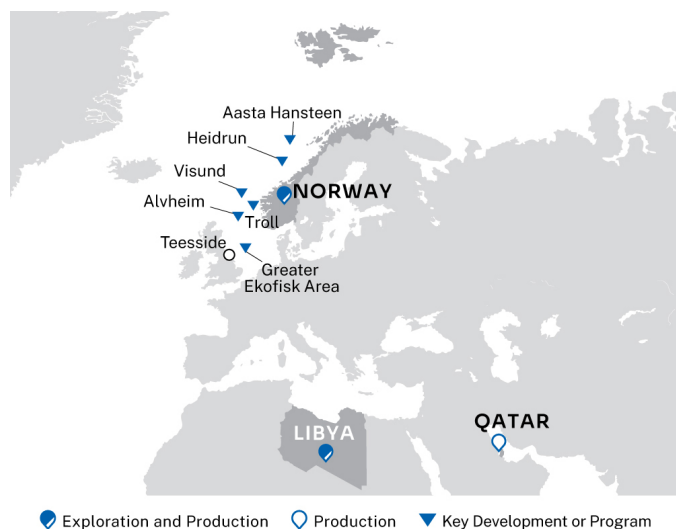 Aasta Hansteen
Heidrun
Visund
NORWAY
Alvheim
Troll
Teesside
Greater
Ekofisk Area
LIBYA
QATAR
Exploration and Production
Production
Key Development or Program